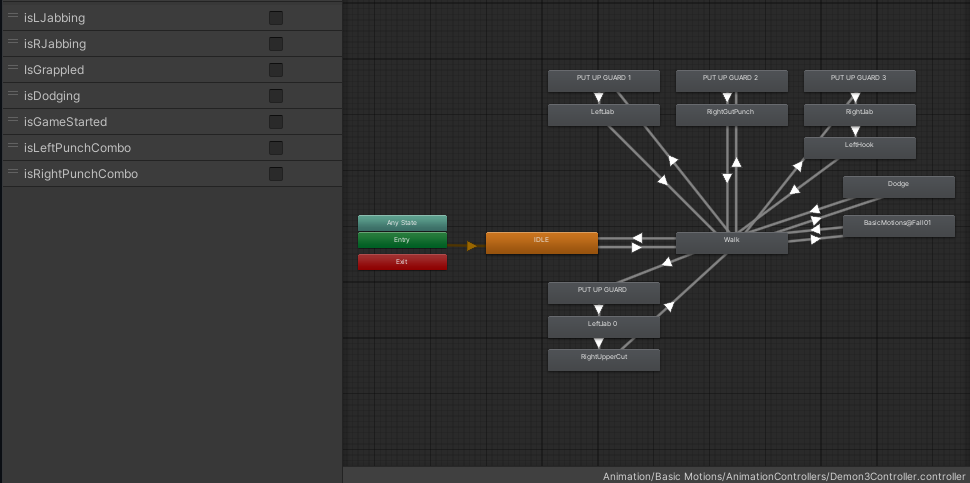 isLJabbing
isRJabbing
IsGrappled
isDodging
isGameStarted
isLeftPunchCombo
isRightPunchCombo
PUT UP GUARD 1
PUT UP GUARD 2
PUT UP GUARD 3
LeftJab
RightGutPunch
RightJab
LeftHook
Dodge
Any State
BasicMotions@Fall01
Entry
IDLE
Walk
Exit
PUT UP GUARD
LeftJab 0
RightUpperCut
Animation/Basic Motions/AnimationControllers/Demon3Controller.controller